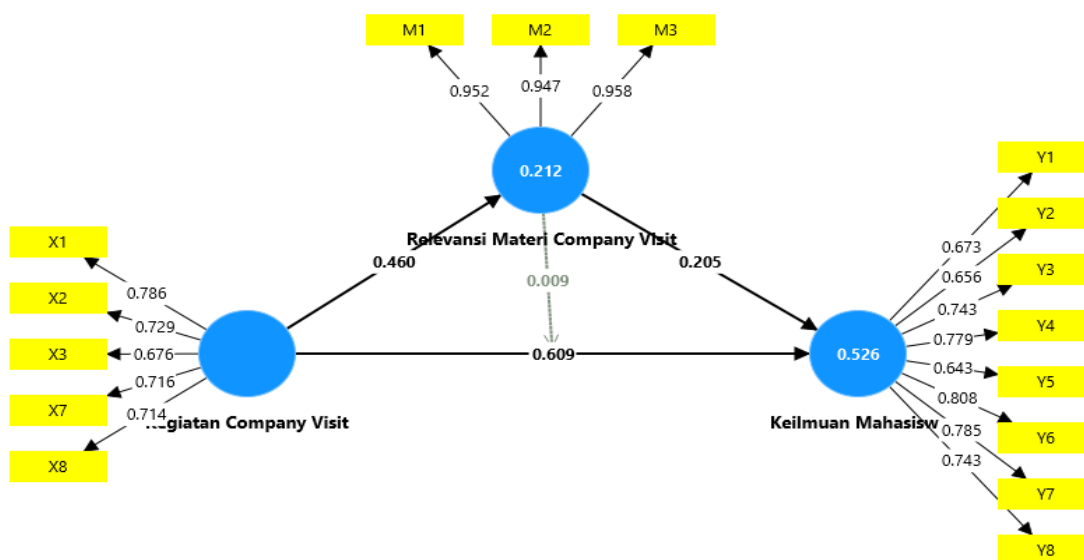 M1
M2
M3
0.952
0.947
0.958
0.212
Relevansi Materi Company Visit
0.460
0.205
0.009
X1
X2
X3
X7
X8
0.786
0.729
0.676
0.716
0.714
Kegiatan Company Visit
0.609
0.526
Keilmuan Mahasisw
Y1
Y2
Y3
Y4
Y5
Y6
Y7
Y8
0.673
0.656
0.743
0.779
0.643
0.808
0.785
0.743